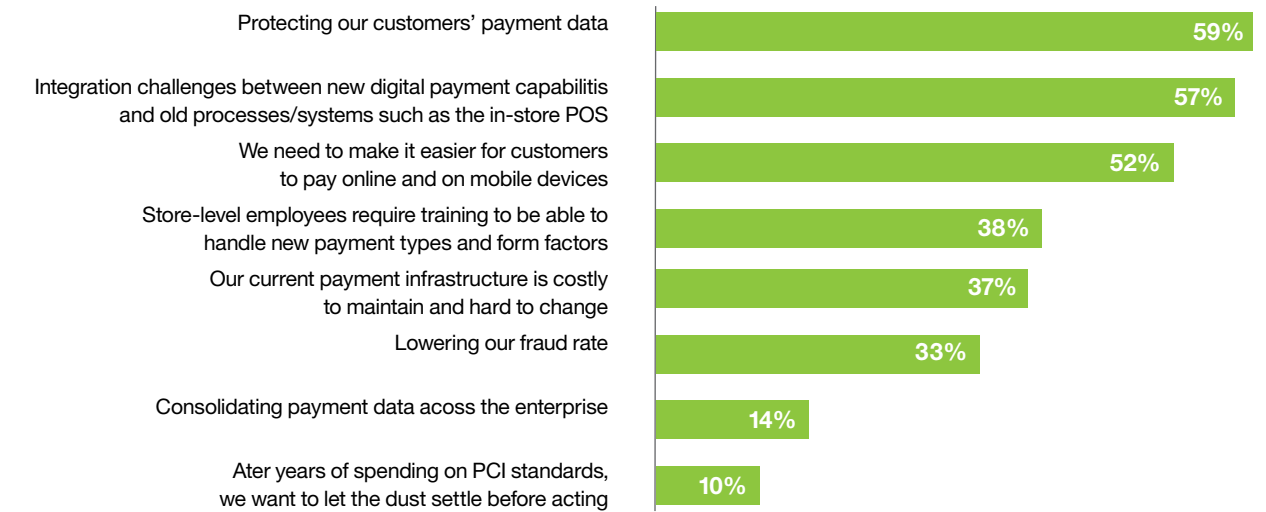 Protecting our customers’ payment data
59%
Integration challenges between new digital payment capabilitis
and old processes/systems such as the in-store POS
57%
We need to make it easier for customers
to pay online and on mobile devices
52%
Store-level employees require training to be able to
handle new payment types and form factors
38%
Our current payment infrastructure is costly
to maintain and hard to change
37%
Lowering our fraud rate
33%
Consolidating payment data acoss the enterprise
14%
Ater years of spending on PCI standards,
we want to let the dust settle before acting
10%